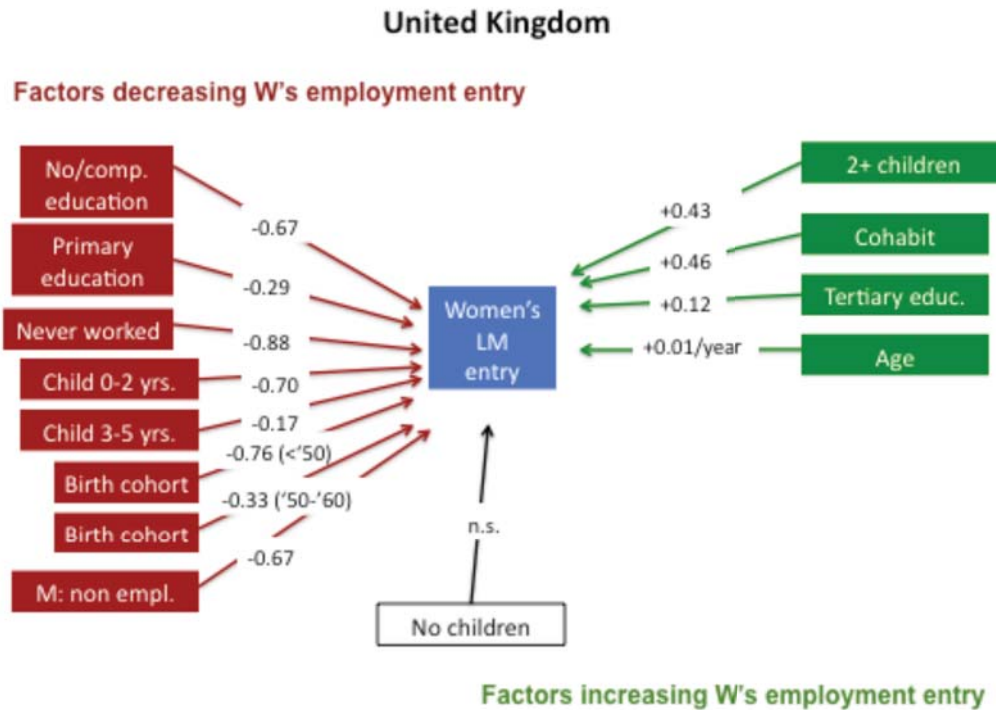 United Kingdom
Factors decreasing W's employment entry
No/comp.
education
Primary
education
Never worked
Child 0-2 yrs.
Child 3-5 yrs.
Birth cohort
Birth cohort
M: non empl.
-0.67
-0.29
-0.88
-0.70
-0.17
-0.76 (<'50)
-0.33 ('50-'60)
-0.67
Women's
LM
entry
2+ children
Cohabit
Tertiary educ.
Age
+0.43
+0.46
+0.12
+0.01/year
n.s.
No children
Factors increasing W's employment entry